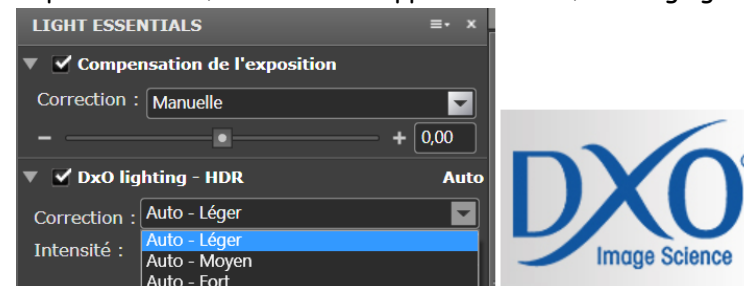 LIGHT ESSENTIALS
Compensation de l'exposition
Correction : Manuelle
− + 0,00
DxO lighting - HDR Auto
Correction : Auto - Léger
Intensité : Auto - Léger
Auto - Moyen
Auto - Fort
DXO
Image Science